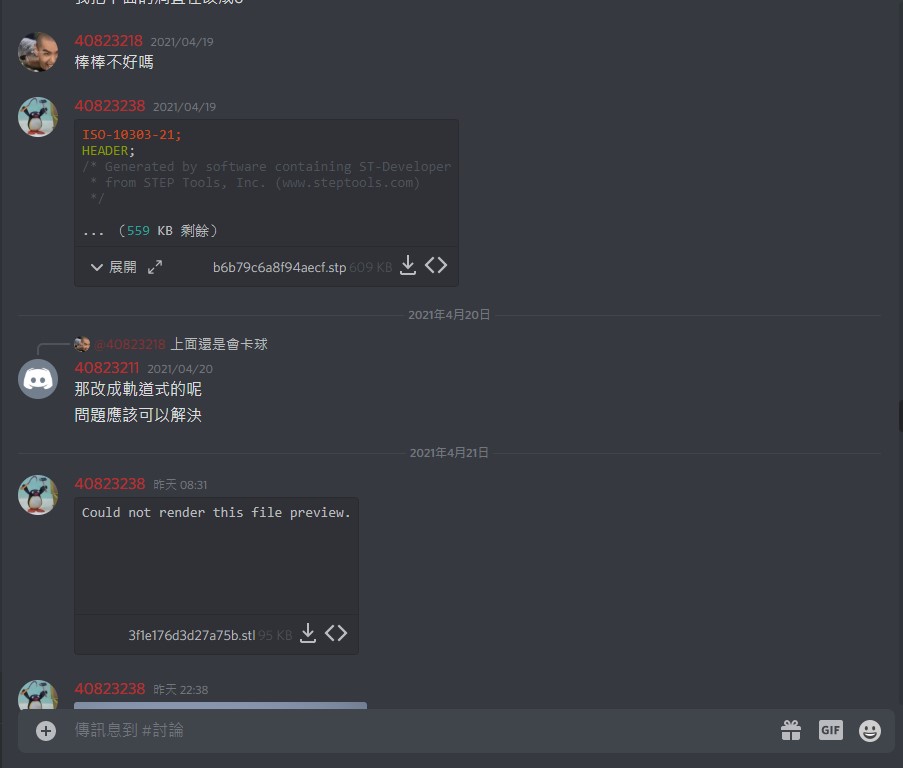 40823218 2021/04/19
棒棒不好嗎
40823238 2021/04/19
ISO-10303-21;
HEADER;
/* Generated by software containing ST-Developer
* from STEP Tools, Inc. (www.steptools.com)
*/
... (559 KB 剩餘)
展開 b6b79c6a8f94aecf.stp 609 KB
2021年4月20日
@40823218 上面還是會卡球
40823211 2021/04/20
那改成軌道式的呢
問題應該可以解決
2021年4月21日
40823238 昨天 08:31
Could not render this file preview.
3f1e176d3d27a75b.stl 95 KB
40823238 昨天 22:38
傳訊息到 #討論 GIF